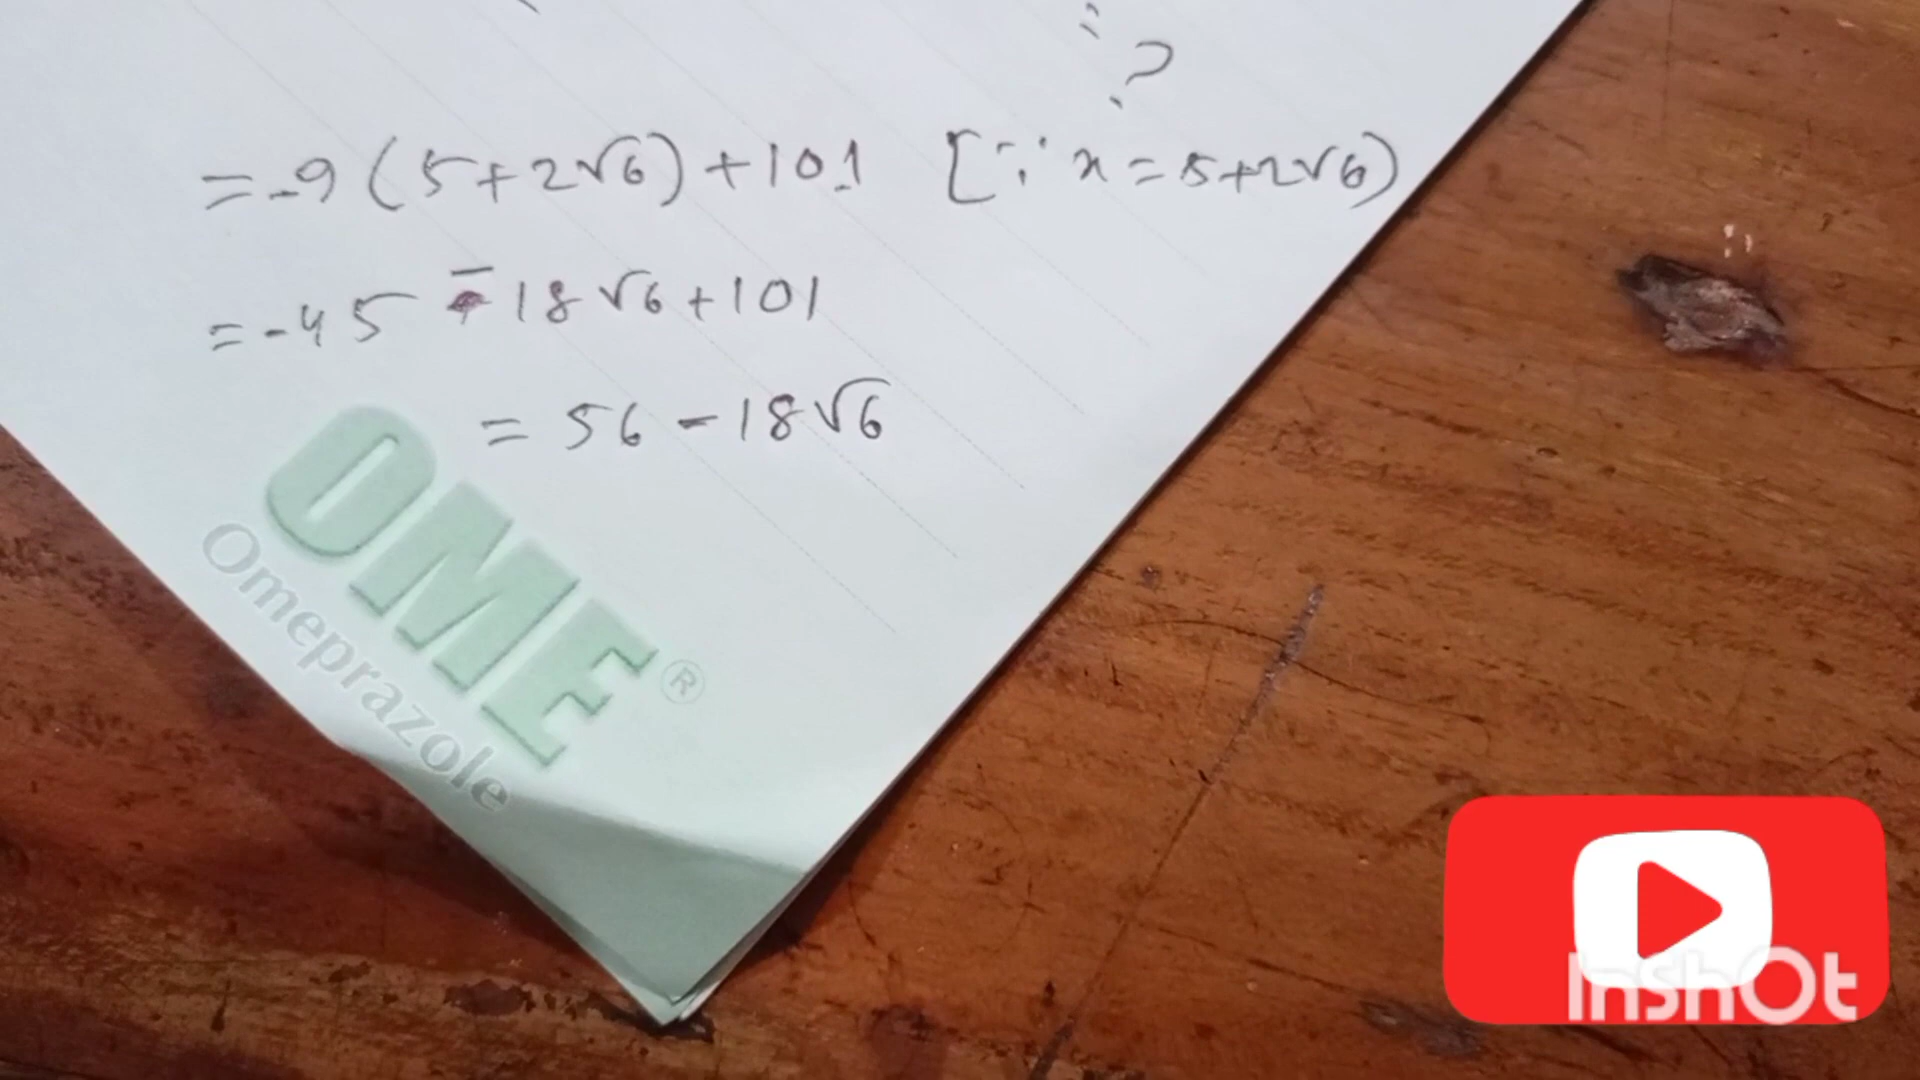 ?
= -9 (5+2√6) + 101 [∵ x = 5+2√6)
= -45 - 18√6 + 101
= 56 - 18√6
OME®
Omeprazole
InshOt